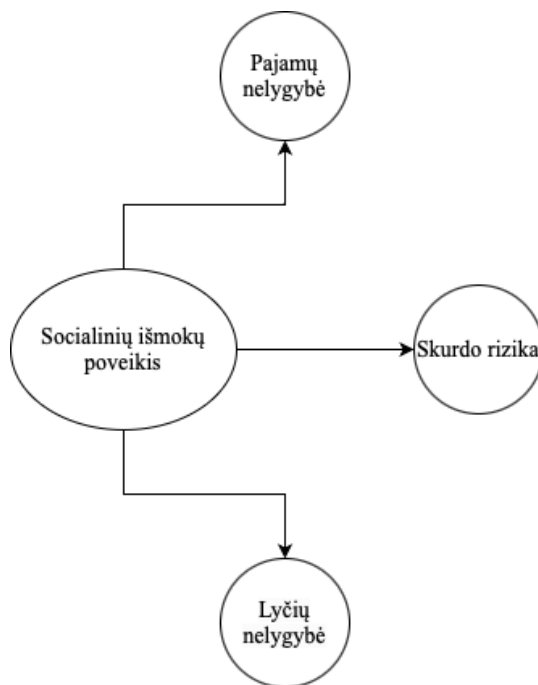 Pajamų
nelygybė
Socialinių išmokų
poveikis
Skurdo rizika
Lyčių
nelygybė